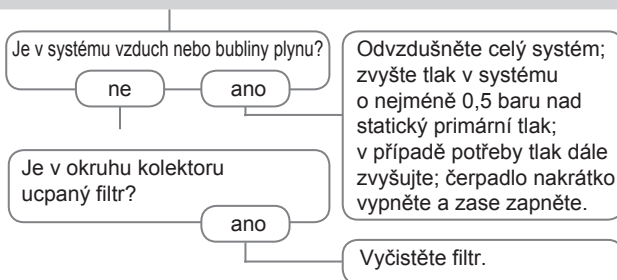 Je v systému vzduch nebo bubliny plynu?
ne
ano
Odvzdušněte celý systém;
zvyšte tlak v systému
o nejméně 0,5 baru nad
statický primární tlak;
v případě potřeby tlak dále
zvyšujte; čerpadlo nakrátko
vypněte a zase zapněte.
Je v okruhu kolektoru
ucpaný filtr?
ano
Vyčistěte filtr.